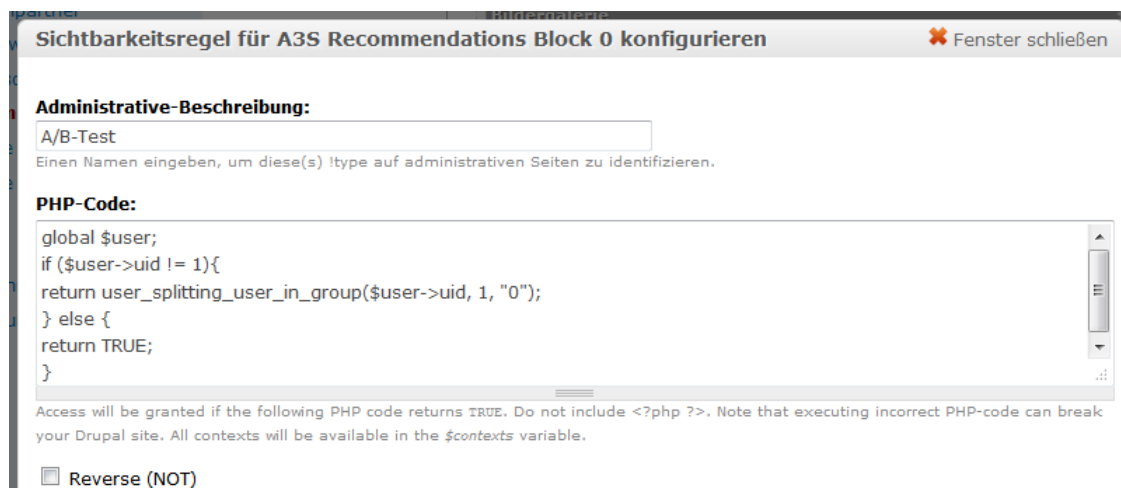 Bildergalerie
Sichtbarkeitsregel für A3S Recommendations Block 0 konfigurieren
Fenster schließen
Administrative-Beschreibung:
A/B-Test
Einen Namen eingeben, um diese(s) !type auf administrativen Seiten zu identifizieren.
PHP-Code:
global $user;
if ($user->uid != 1){
return user_splitting_user_in_group($user->uid, 1, "0");
} else {
return TRUE;
}
Access will be granted if the following PHP code returns TRUE. Do not include <?php ?>. Note that executing incorrect PHP-code can break
your Drupal site. All contexts will be available in the $contexts variable.
Reverse (NOT)